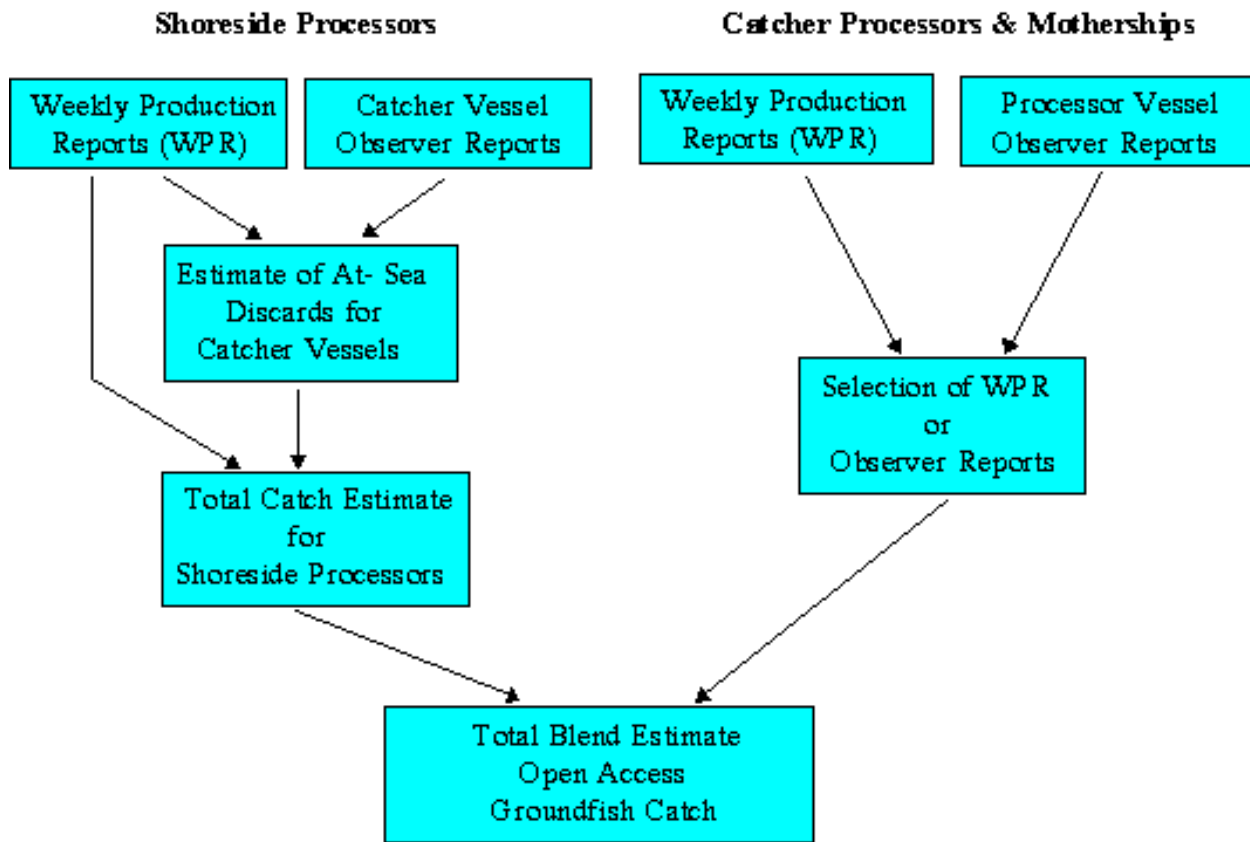 Shoreside Processors
Catcher Processors & Motherships
Weekly Production
Reports (WPR)
Catcher Vessel
Observer Reports
Weekly Production
Reports (WPR)
Processor Vessel
Observer Reports
Estimate of At- Sea
Discards for
Catcher Vessels
Selection of WPR
or
Observer Reports
Total Catch Estimate
for
Shoreside Processors
Total Blend Estimate
Open Access
Groundfish Catch